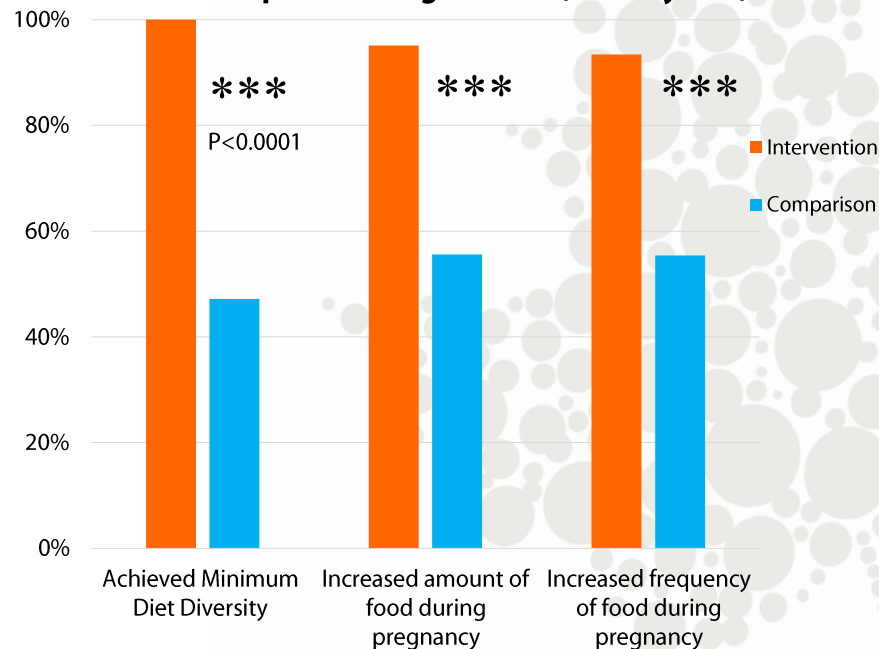 100%
80%
60%
40%
20%
0%
***
***
***
P<0.0001
Intervention
Comparison
Achieved Minimum
Diet Diversity
Increased amount of
food during
pregnancy
Increased frequency
of food during
pregnancy